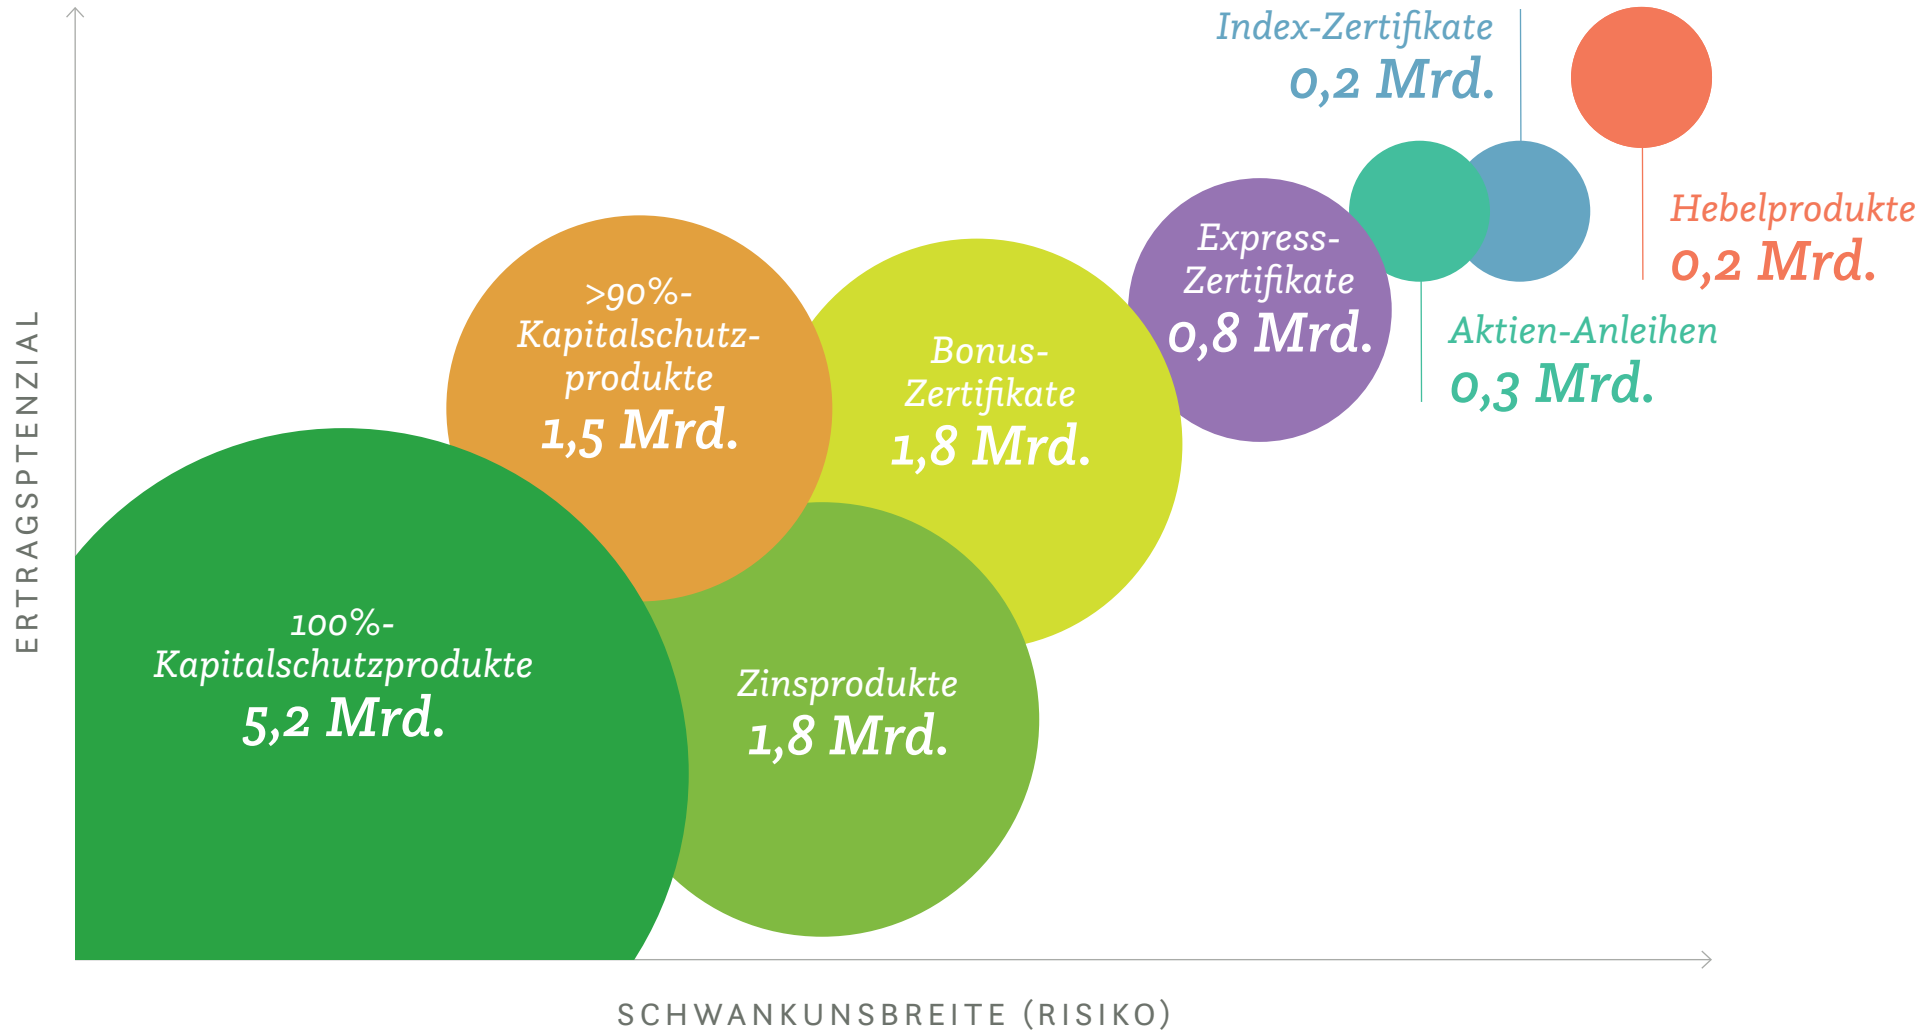 Index-Zertifikate
0,2 Mrd.
Hebelprodukte
0,2 Mrd.
Express-
Zertifikate
0,8 Mrd.
Aktien-Anleihen
0,3 Mrd.
>90%-
Kapitalschutz-
produkte
1,5 Mrd.
Bonus-
Zertifikate
1,8 Mrd.
100%-
Kapitalschutzprodukte
5,2 Mrd.
Zinsprodukte
1,8 Mrd.
ERTRAGSPTENZIAL
SCHWANKUNSBREITE (RISIKO)